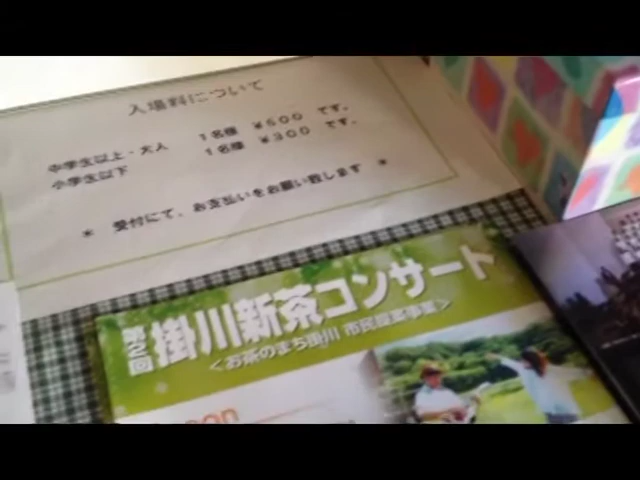 入場料について
中学生以上・大人 1名様 ¥500 です。
小学生以下 1名様 ¥300 です。
* 受付にて、お支払いをお願い致します *
第2回 掛川新茶コンサート
<お茶のまち掛川 市民提案事業>